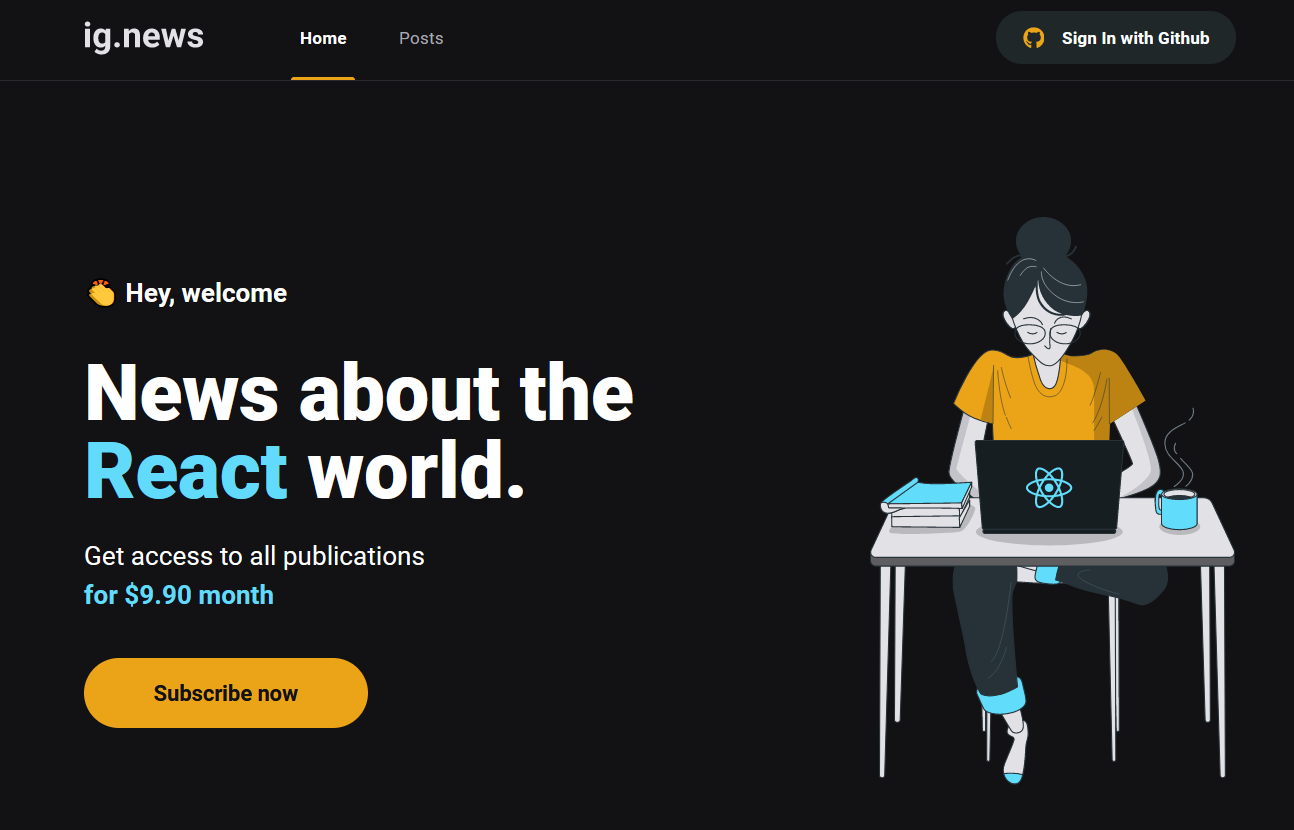 ig.news
Home
Posts
Sign In with Github
👏 Hey, welcome
News about the
React world.
Get access to all publications
for $9.90 month
Subscribe now